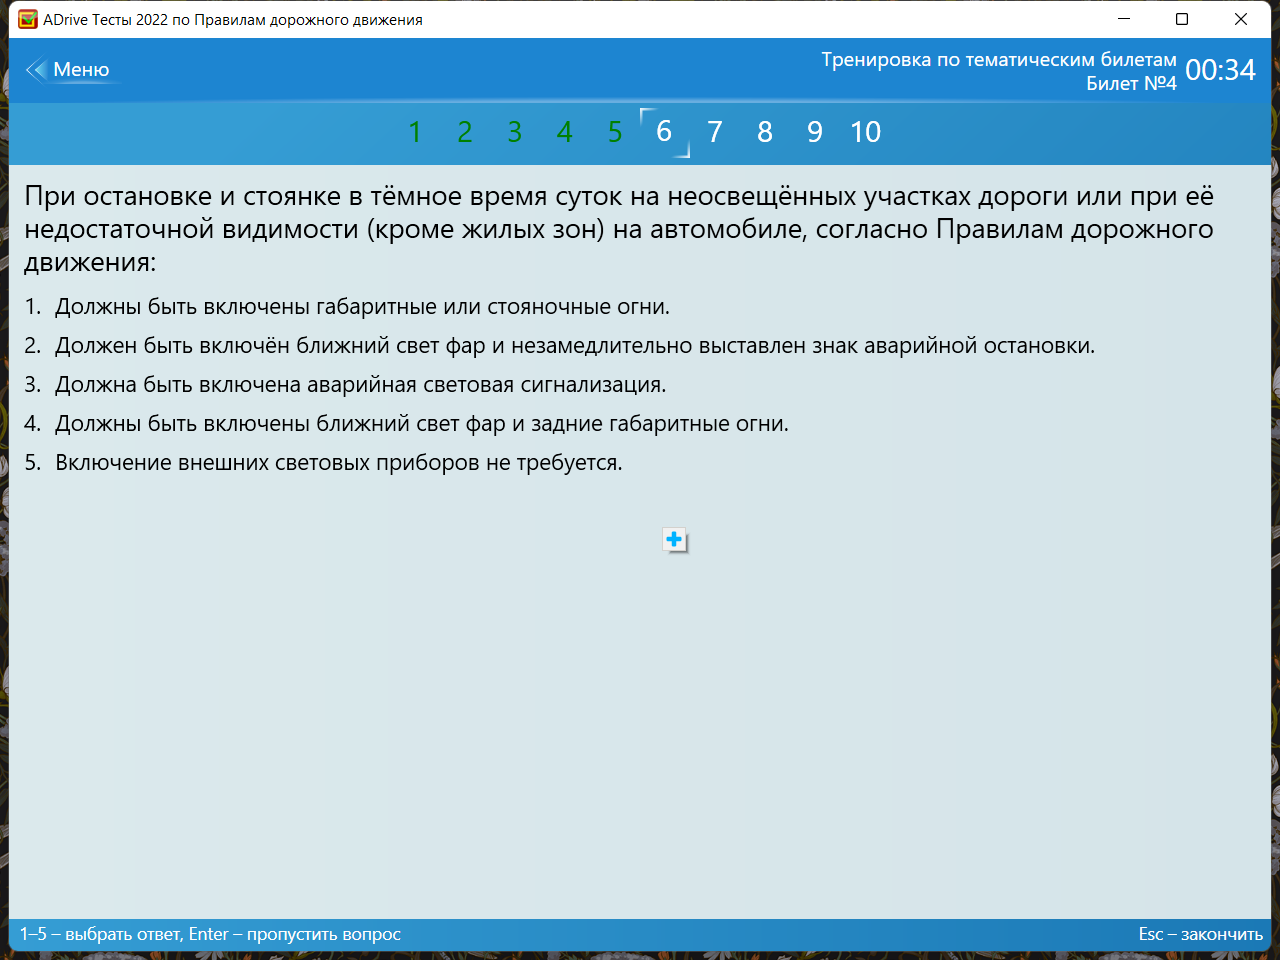 ADrive Тесты 2022 по Правилам дорожного движения
Меню
Тренировка по тематическим билетам
Билет №4
00:34
1 2 3 4 5 6 7 8 9 10
При остановке и стоянке в тёмное время суток на неосвещённых участках дороги или при её
недостаточной видимости (кроме жилых зон) на автомобиле, согласно Правилам дорожного
движения:
1. Должны быть включены габаритные или стояночные огни.
2. Должен быть включён ближний свет фар и незамедлительно выставлен знак аварийной остановки.
3. Должна быть включена аварийная световая сигнализация.
4. Должны быть включены ближний свет фар и задние габаритные огни.
5. Включение внешних световых приборов не требуется.
1–5 – выбрать ответ, Enter – пропустить вопрос
Esc – закончить